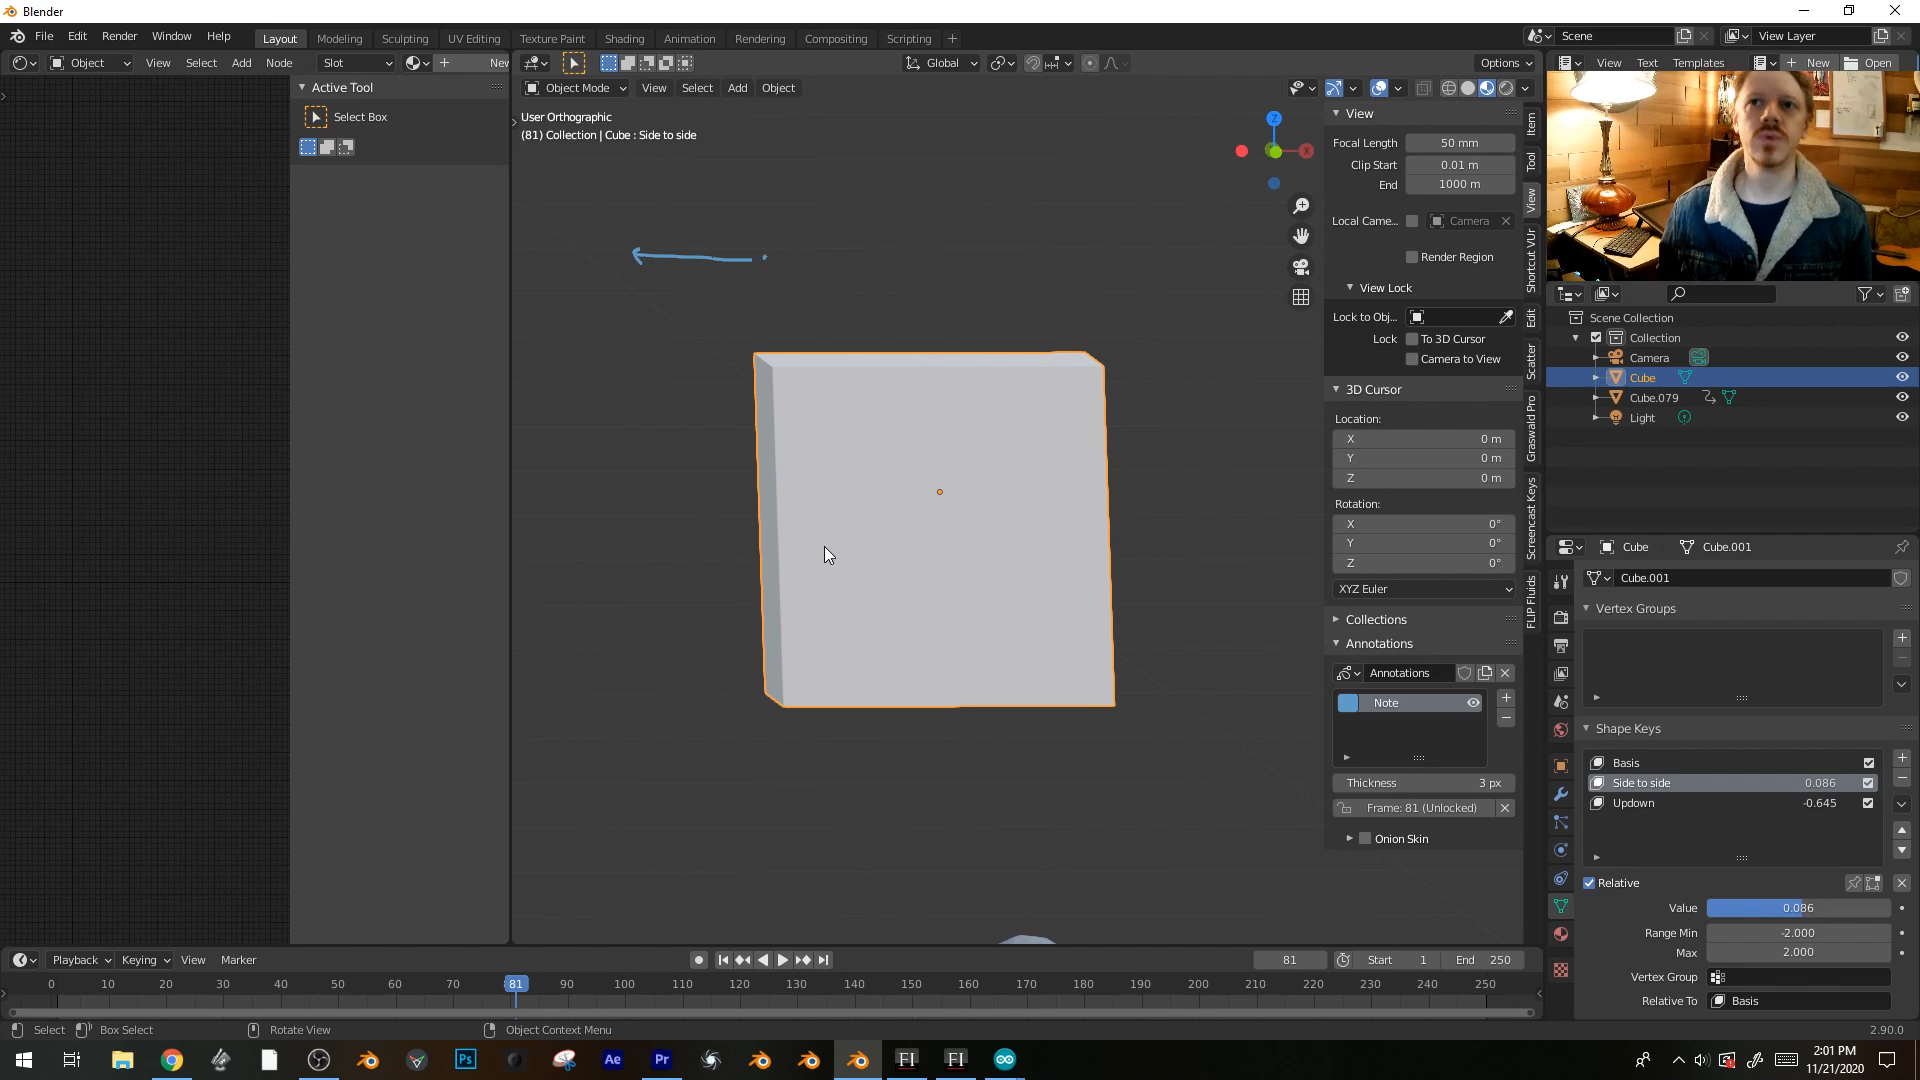 Blender
File Edit Render Window Help
Layout Modeling Sculpting UV Editing Texture Paint Shading Animation Rendering Compositing Scripting +
Scene
View Layer
Object View Select Add Node Slot New
Global
Options
View Text Templates New Open
Active Tool
Select Box
Object Mode View Select Add Object
User Orthographic
(81) Collection | Cube : Side to side
Z
X
View
Focal Length 50 mm
Clip Start 0.01 m
End 1000 m
Local Came... Camera
Render Region
View Lock
Lock to Obj...
Lock To 3D Cursor
Camera to View
3D Cursor
Location:
X 0 m
Y 0 m
Z 0 m
Rotation:
X 0°
Y 0°
Z 0°
XYZ Euler
Collections
Annotations
Annotations
Note
Thickness 3 px
Frame: 81 (Unlocked)
Onion Skin
Item
Tool
View
Shortcut VUr
Edit
Scatter
Graswald Pro
Screencast Keys
FLIP Fluids
Scene Collection
Collection
Camera
Cube
Cube.079
Light
Cube Cube.001
Cube.001
Vertex Groups
Shape Keys
Basis
Side to side 0.086
Updown -0.645
Relative
Value 0.086
Range Min -2.000
Max 2.000
Vertex Group
Relative To Basis
Playback Keying View Marker
81 Start 1 End 250
0 10 20 30 40 50 60 70 81 90 100 110 120 130 140 150 160 170 180 190 200 210 220 230 240 250
Select Box Select Rotate View Object Context Menu
2.90.0
Ps Ae Pr FI FI
2:01 PM
11/21/2020